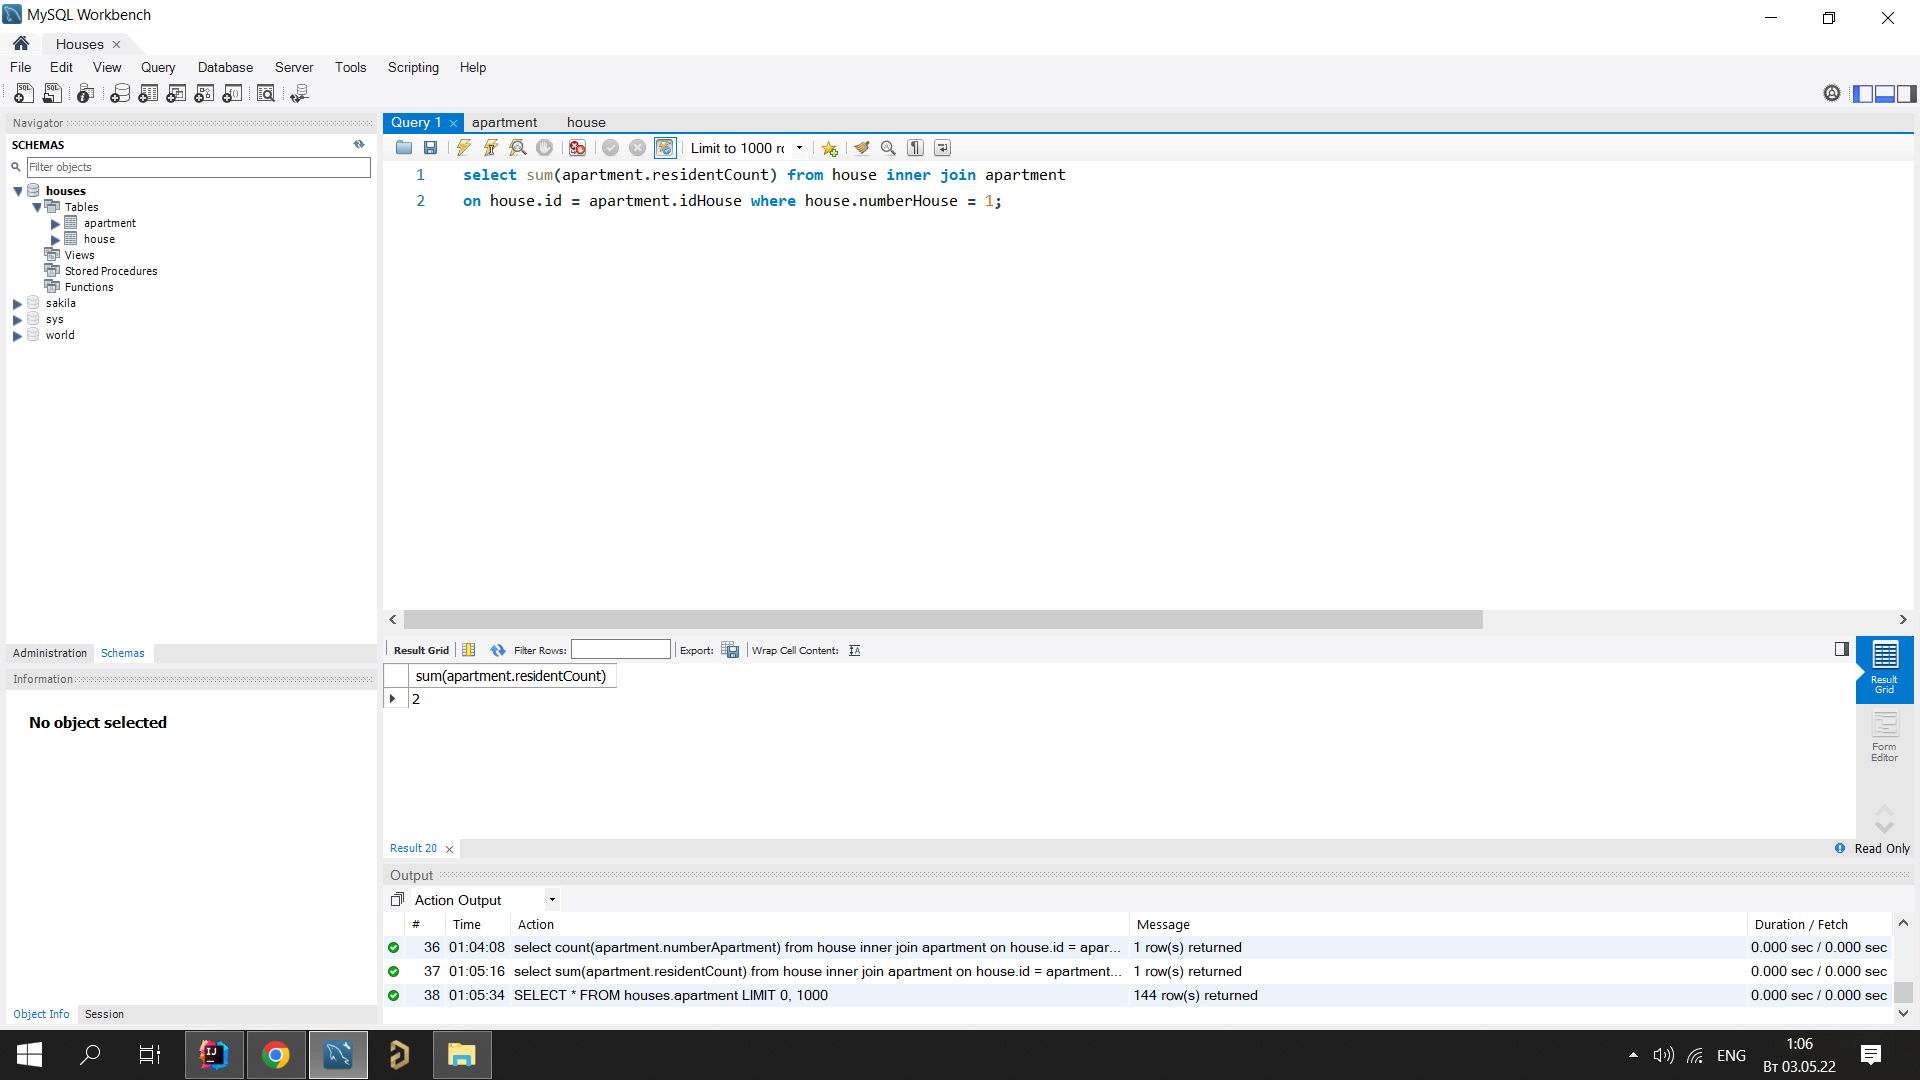 MySQL Workbench
Houses
File Edit View Query Database Server Tools Scripting Help
Navigator
SCHEMAS
Filter objects
houses
Tables
apartment
house
Views
Stored Procedures
Functions
sakila
sys
world
Administration Schemas
Information
No object selected
Object Info Session
Query 1 apartment house
Limit to 1000 rc
1 select sum(apartment.residentCount) from house inner join apartment
2 on house.id = apartment.idHouse where house.numberHouse = 1;
Result Grid Filter Rows: Export: Wrap Cell Content:
sum(apartment.residentCount)
2
Result Grid
Form Editor
Result 20
Read Only
Output
Action Output
# Time Action Message Duration / Fetch
36 01:04:08 select count(apartment.numberApartment) from house inner join apartment on house.id = apar... 1 row(s) returned 0.000 sec / 0.000 sec
37 01:05:16 select sum(apartment.residentCount) from house inner join apartment on house.id = apartment... 1 row(s) returned 0.000 sec / 0.000 sec
38 01:05:34 SELECT * FROM houses.apartment LIMIT 0, 1000 144 row(s) returned 0.000 sec / 0.000 sec
ENG
1:06
Вт 03.05.22